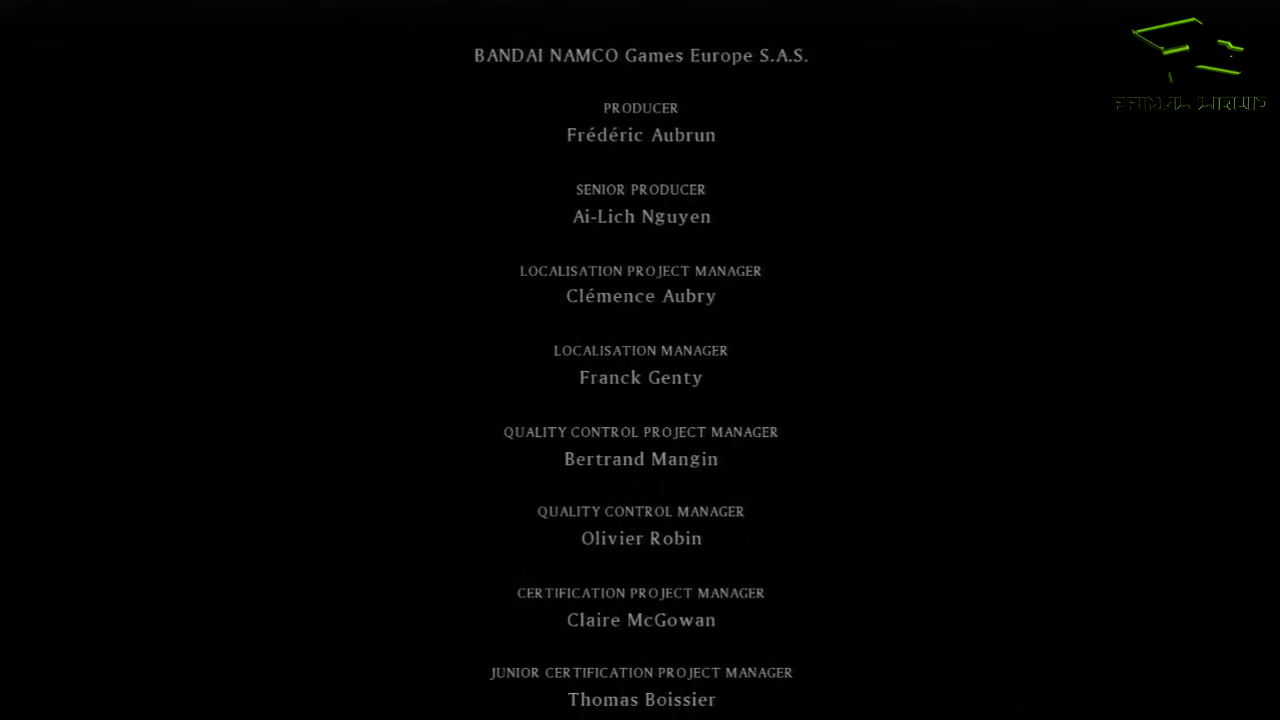 BANDAI NAMCO Games Europe S.A.S.
PRODUCER
Frédéric Aubrun
SENIOR PRODUCER
Ai-Lich Nguyen
LOCALISATION PROJECT MANAGER
Clémence Aubry
LOCALISATION MANAGER
Franck Genty
QUALITY CONTROL PROJECT MANAGER
Bertrand Mangin
QUALITY CONTROL MANAGER
Olivier Robin
CERTIFICATION PROJECT MANAGER
Claire McGowan
JUNIOR CERTIFICATION PROJECT MANAGER
Thomas Boissier